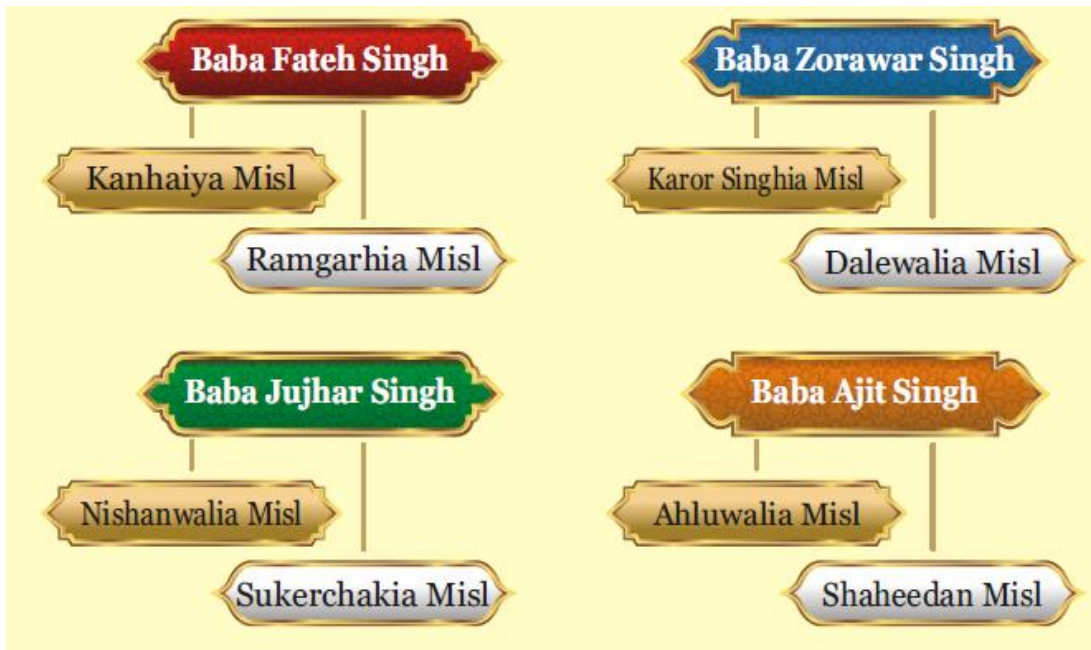 Baba Fateh Singh
Kanhaiya Misl
Ramgarhia Misl
Baba Zorawar Singh
Karor Singhia Misl
Dalewalia Misl
Baba Jujhar Singh
Nishanwalia Misl
Sukerchakia Misl
Baba Ajit Singh
Ahluwalia Misl
Shaheedan Misl